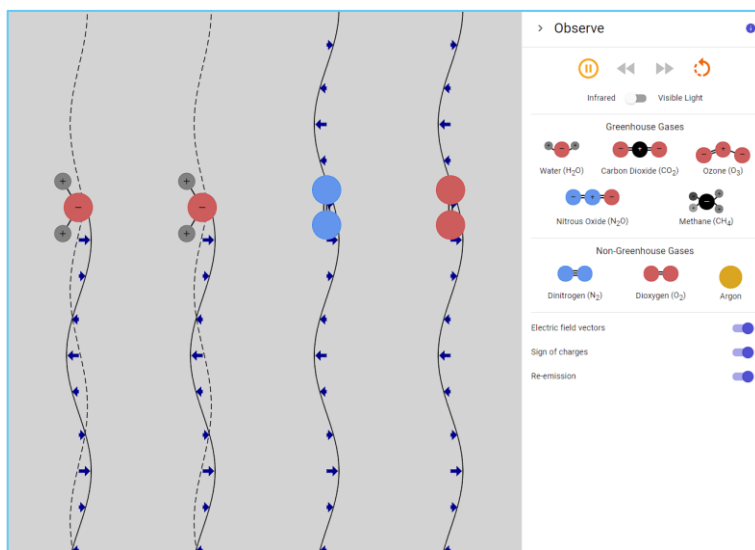 Observe
Infrared Visible Light
Greenhouse Gases
Water (H₂O) Carbon Dioxide (CO₂) Ozone (O₃)
Nitrous Oxide (N₂O) Methane (CH₄)
Non-Greenhouse Gases
Dinitrogen (N₂) Dioxygen (O₂) Argon
Electric field vectors
Sign of charges
Re-emission